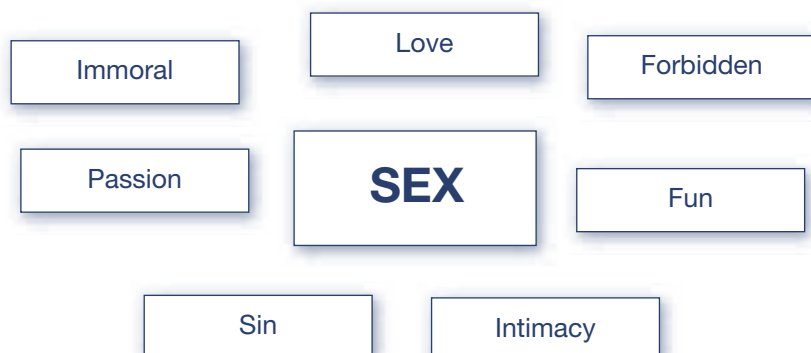 Love
Immoral
Forbidden
Passion
SEX
Fun
Sin
Intimacy